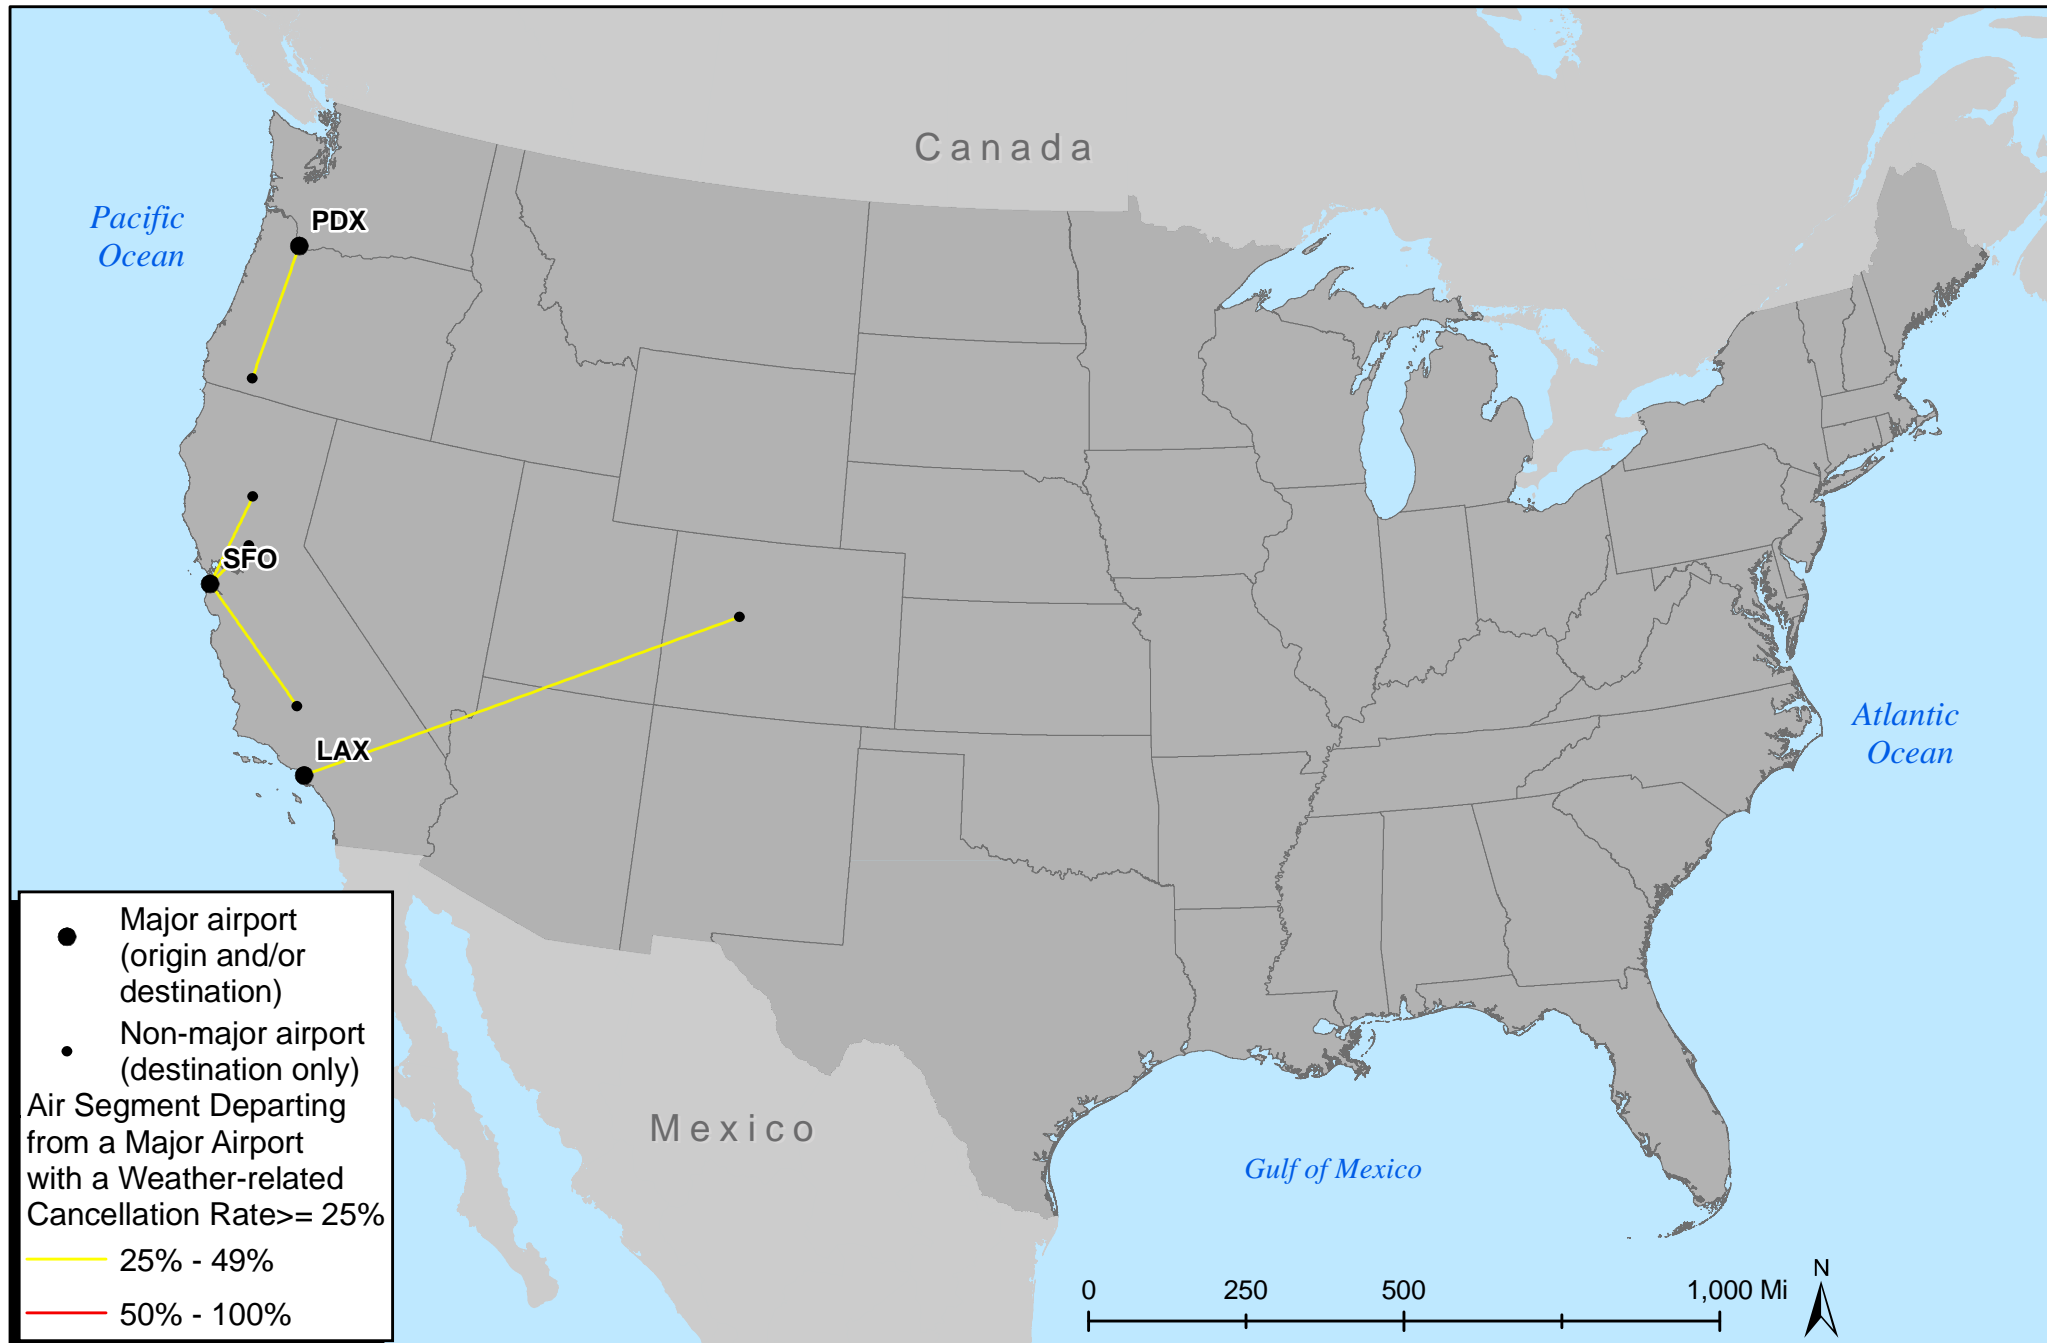 Canada
Pacific
Ocean
PDX
SFO
LAX
Atlantic
Ocean
Mexico
Gulf of Mexico
Major airport
(origin and/or
destination)
Non-major airport
(destination only)
Air Segment Departing
from a Major Airport
with a Weather-related
Cancellation Rate>= 25%
25% - 49%
50% - 100%
0 250 500 1,000 Mi
N